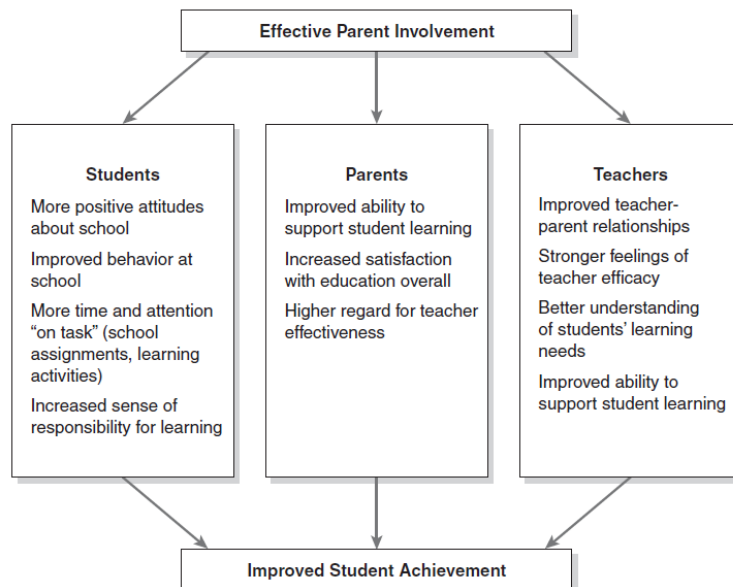 Effective Parent Involvement
Students
More positive attitudes
about school
Improved behavior at
school
More time and attention
“on task” (school
assignments, learning
activities)
Increased sense of
responsibility for learning
Parents
Improved ability to
support student learning
Increased satisfaction
with education overall
Higher regard for teacher
effectiveness
Teachers
Improved teacher-
parent relationships
Stronger feelings of
teacher efficacy
Better understanding
of students’ learning
needs
Improved ability to
support student learning
Improved Student Achievement